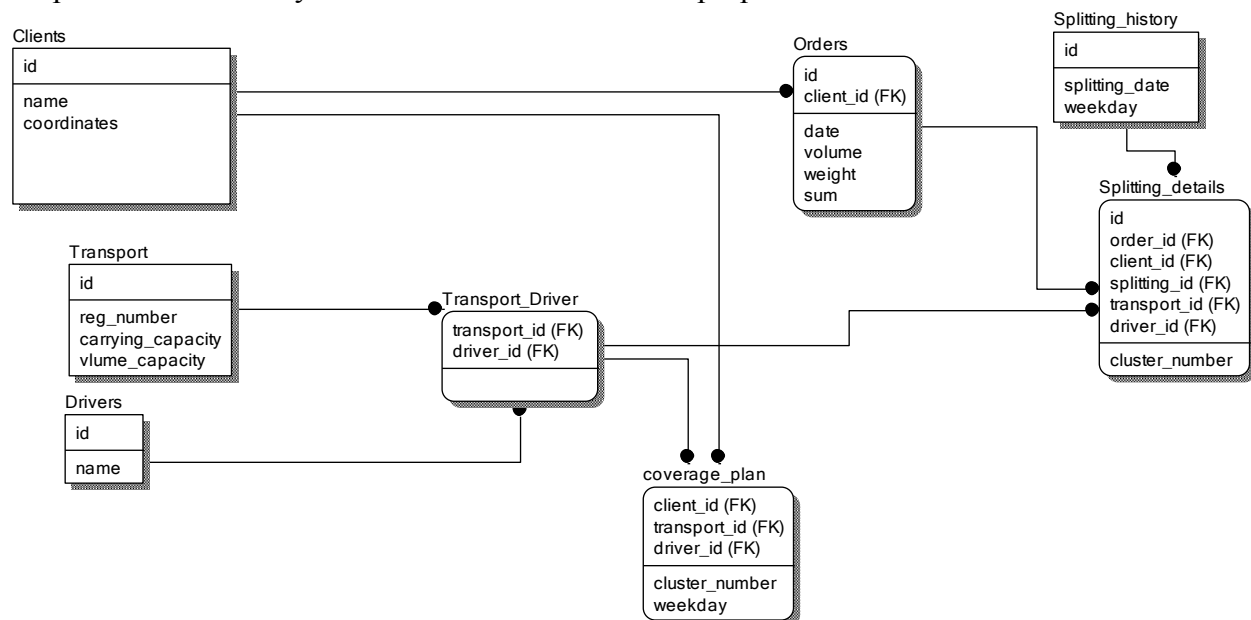 Clients
id
name
coordinates
Orders
id
client_id (FK)
date
volume
weight
sum
Splitting_history
id
splitting_date
weekday
Splitting_details
id
order_id (FK)
client_id (FK)
splitting_id (FK)
transport_id (FK)
driver_id (FK)
cluster_number
Transport
id
reg_number
carrying_capacity
vlume_capacity
Transport_Driver
transport_id (FK)
driver_id (FK)
Drivers
id
name
coverage_plan
client_id (FK)
transport_id (FK)
driver_id (FK)
cluster_number
weekday